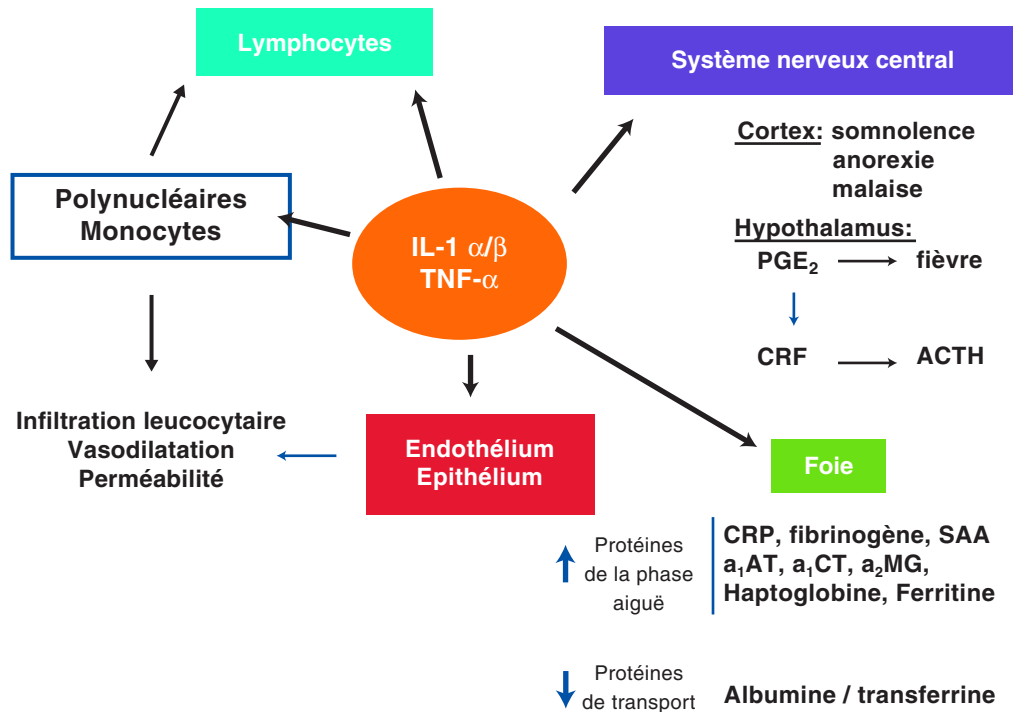 Lymphocytes
Système nerveux central
Cortex: somnolence
anorexie
malaise
Polynucléaires
Monocytes
IL-1 α/β
TNF-α
Hypothalamus:
PGE₂ fièvre
CRF ACTH
Infiltration leucocytaire
Vasodilatation
Perméabilité
Endothélium
Epithélium
Foie
Protéines
de la phase
aiguë
CRP, fibrinogène, SAA
a₁AT, a₁CT, a₂MG,
Haptoglobine, Ferritine
Protéines
de transport
Albumine / transferrine